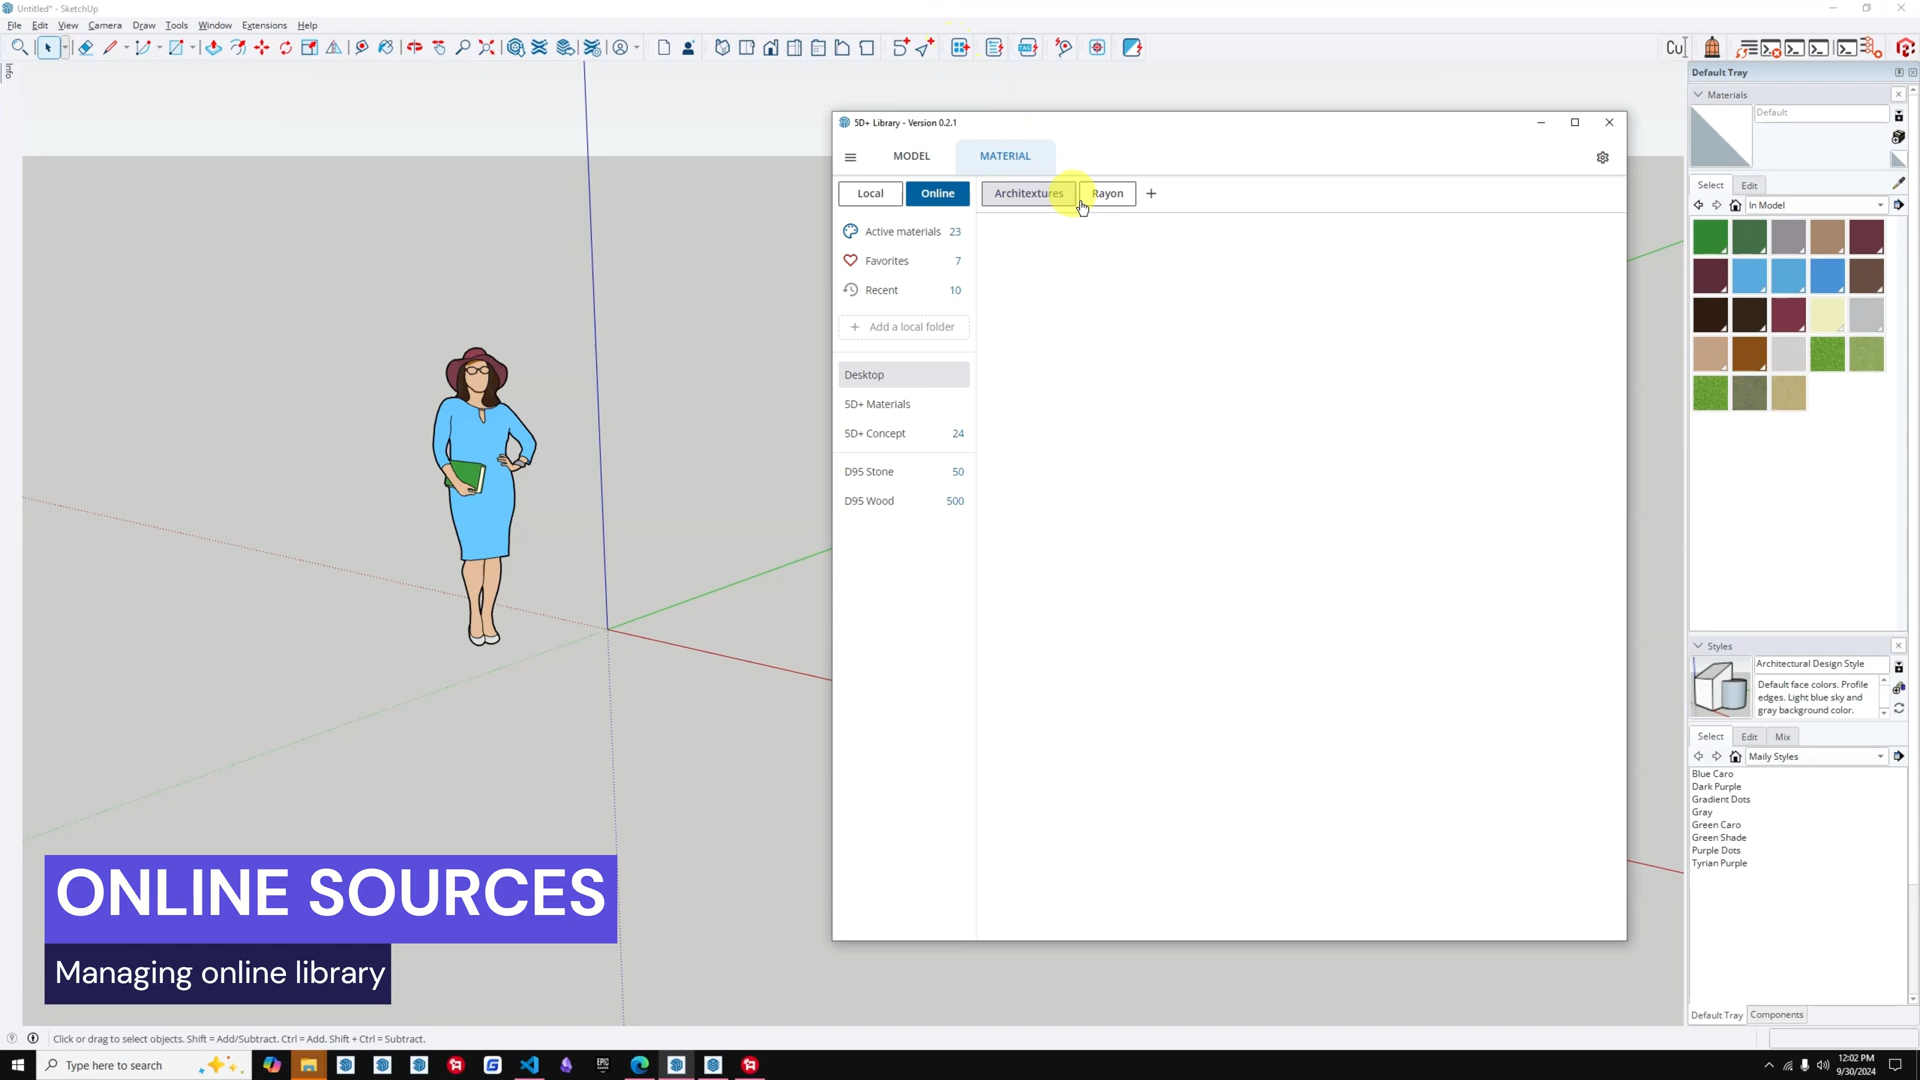 Untitled* - SketchUp
File Edit View Camera Draw Tools Window Extensions Help
Info
Default Tray
Materials
Default
Select Edit
In Model
5D+ Library - Version 0.2.1
MODEL MATERIAL
Local Online Architextures Rayon
Active materials 23
Favorites 7
Recent 10
Add a local folder
Desktop
5D+ Materials
5D+ Concept 24
D95 Stone 50
D95 Wood 500
Styles
Architectural Design Style
Default face colors. Profile
edges. Light blue sky and
gray background color.
Select Edit Mix
Maily Styles
Blue Caro
Dark Purple
Gradient Dots
Gray
Green Caro
Green Shade
Purple Dots
Tyrian Purple
ONLINE SOURCES
Managing online library
Default Tray Components
Click or drag to select objects. Shift = Add/Subtract. Ctrl = Add. Shift + Ctrl = Subtract.
Type here to search
12:02 PM
9/30/2024